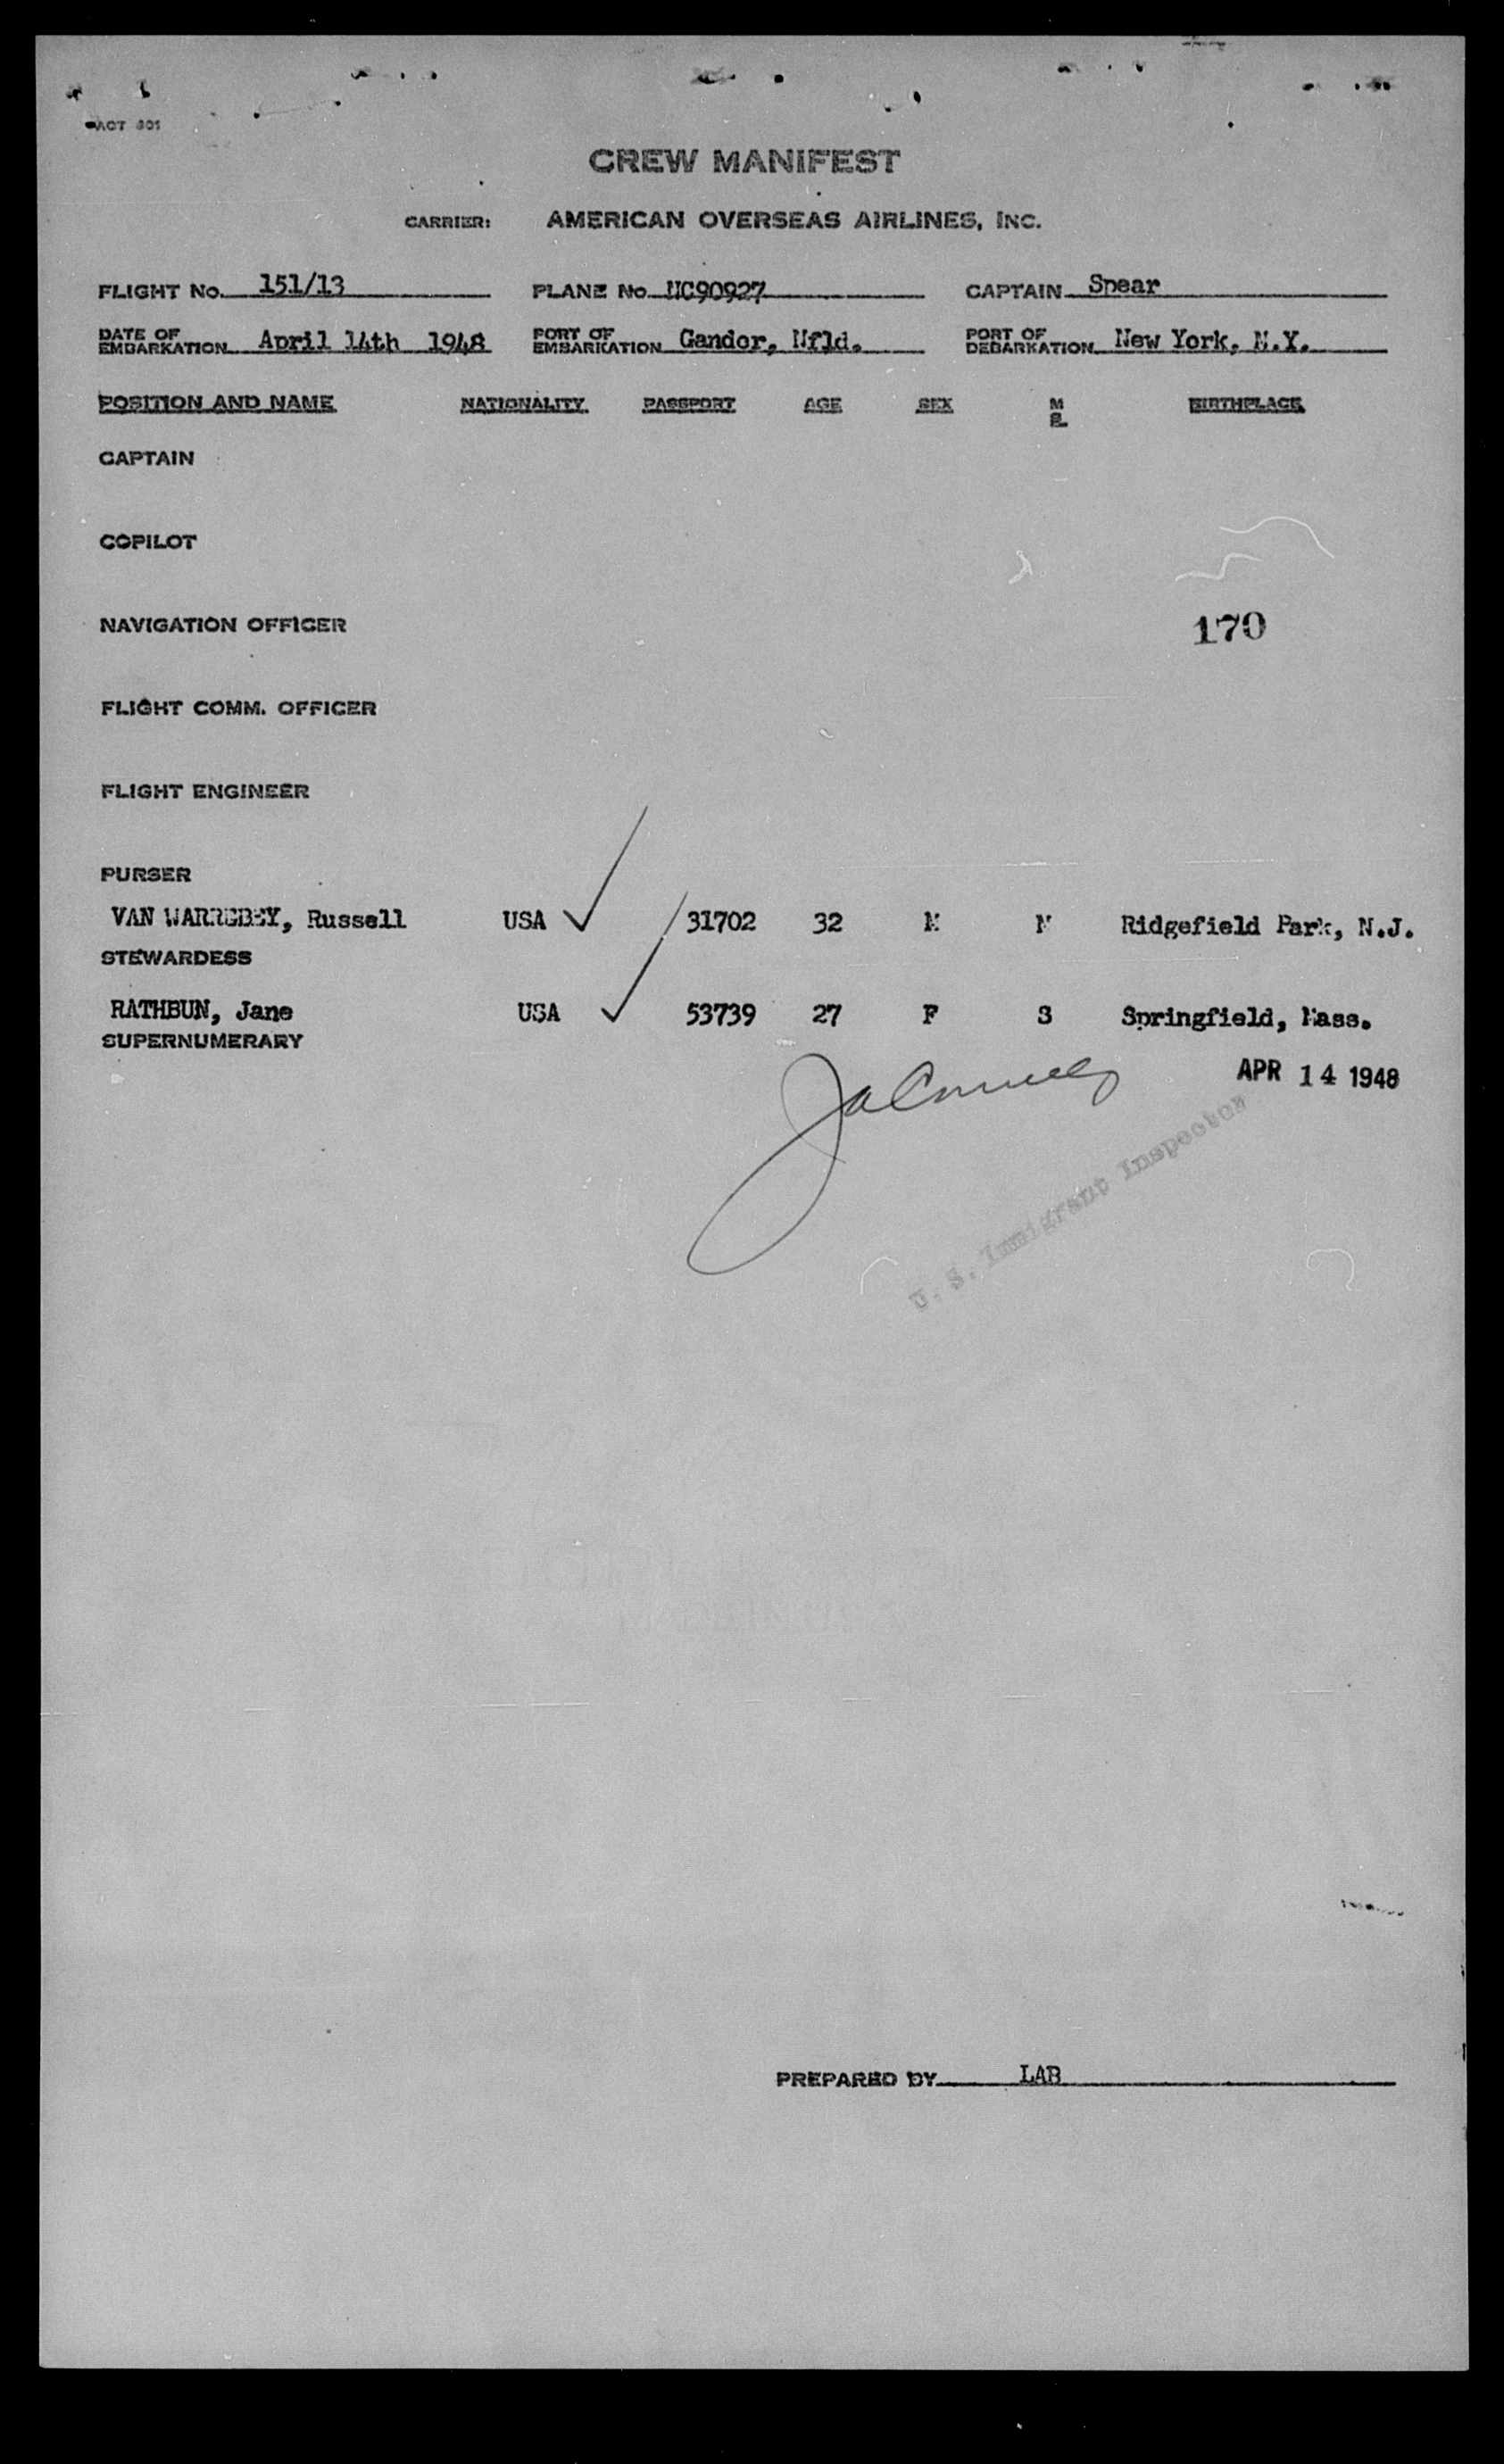 CREW MANIFEST
CARRIER: AMERICAN OVERSEAS AIRLINES, INC.
FLIGHT No. 151/13 PLANE No. NC90927 CAPTAIN Spear
DATE OF EMBARKATION April 14th 1948 PORT OF EMBARKATION Gander, Nfld. PORT OF DEBARKATION New York, N.Y.
POSITION AND NAME NATIONALITY PASSPORT AGE SEX M S. BIRTHPLACE
CAPTAIN
COPILOT
NAVIGATION OFFICER
170
FLIGHT COMM. OFFICER
FLIGHT ENGINEER
PURSER
VAN Russell USA 31702 32 M M Ridgefield Park, N.J.
STEWARDESS
RATHBUN, Jane USA 53739 27 F S Springfield, Mass.
SUPERNUMERARY
APR 14 1948
U. S. Immigrant Inspector
PREPARED BY LAB